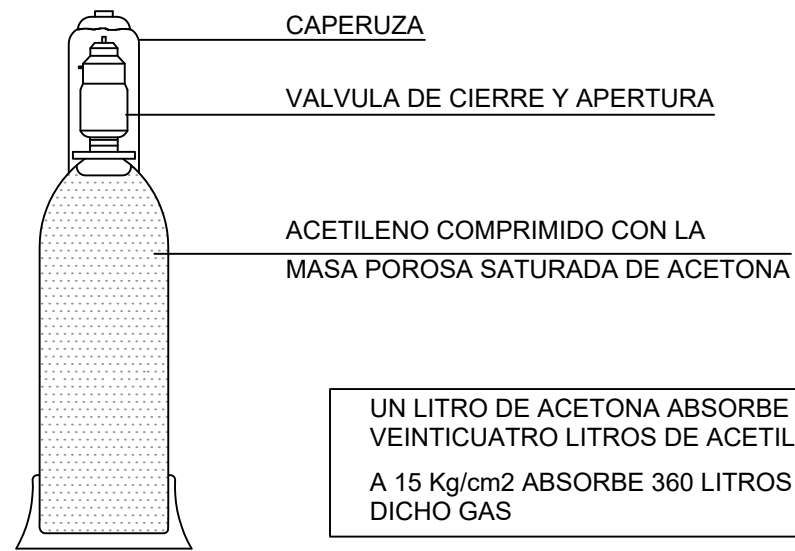 CAPERUZA
VALVULA DE CIERRE Y APERTURA
ACETILENO COMPRIMIDO CON LA
MASA POROSA SATURADA DE ACETONA
UN LITRO DE ACETONA ABSORBE
VEINTICUATRO LITROS DE ACETIL
A 15 Kg/cm2 ABSORBE 360 LITROS
DICHO GAS